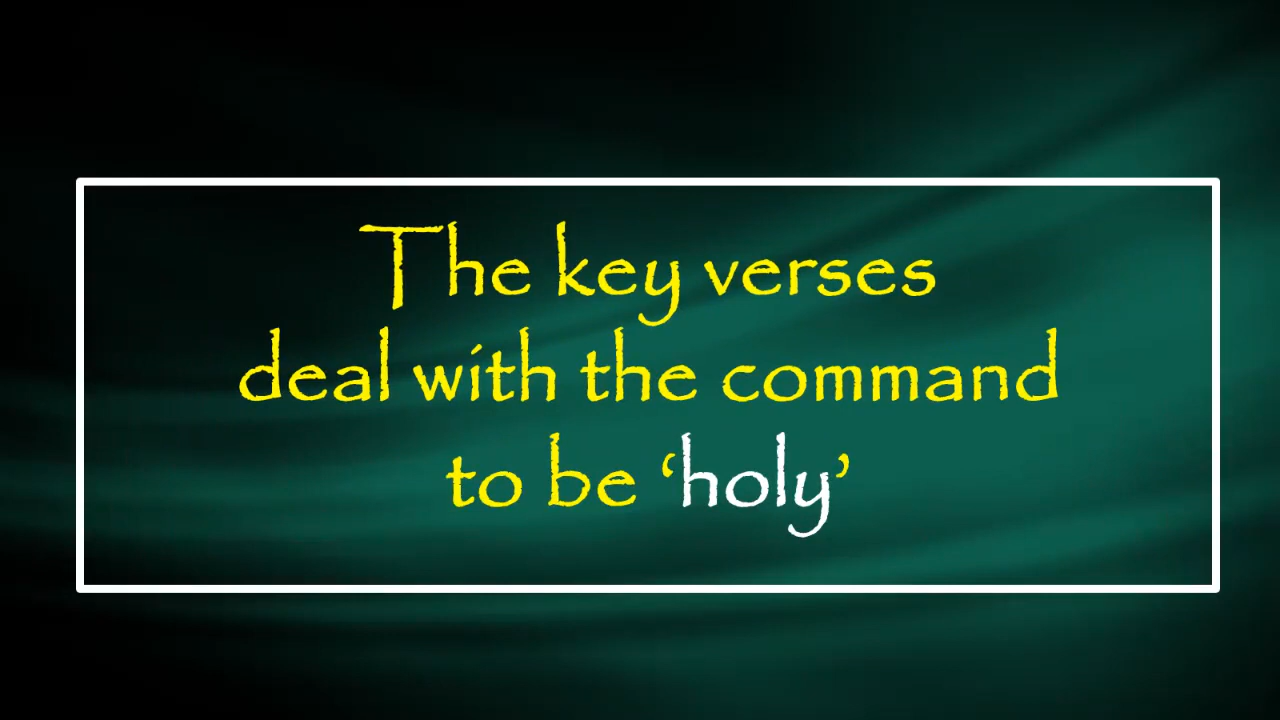 The key verses
deal with the command
to be ‘holy’